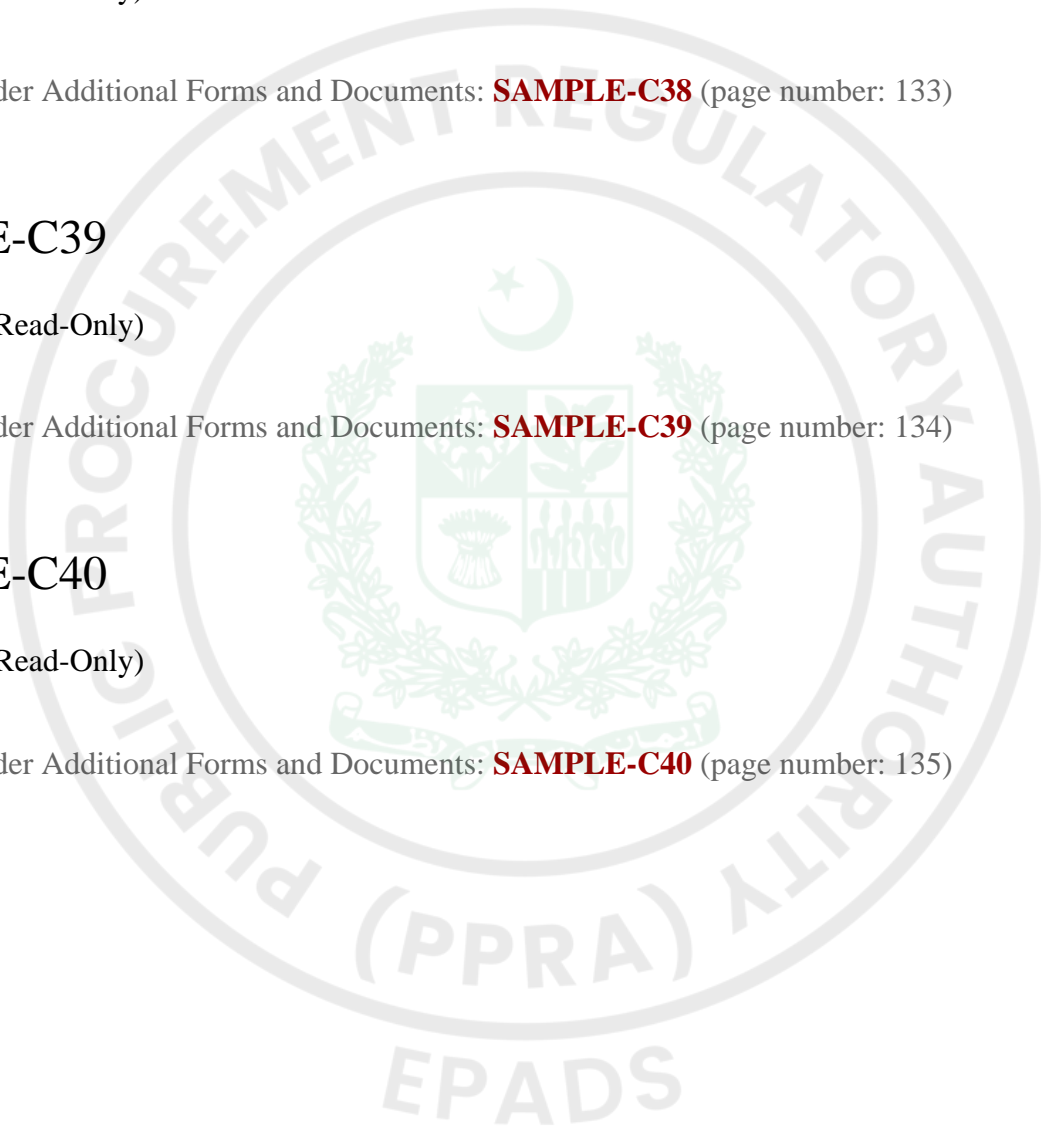 der Additional Forms and Documents: SAMPLE-C38 (page number: 133)
E-C39
Read-Only)
der Additional Forms and Documents: SAMPLE-C39 (page number: 134)
E-C40
Read-Only)
der Additional Forms and Documents: SAMPLE-C40 (page number: 135)
PUBLIC PROCUREMENT REGULATORY AUTHORITY
(PPRA)
EPADS